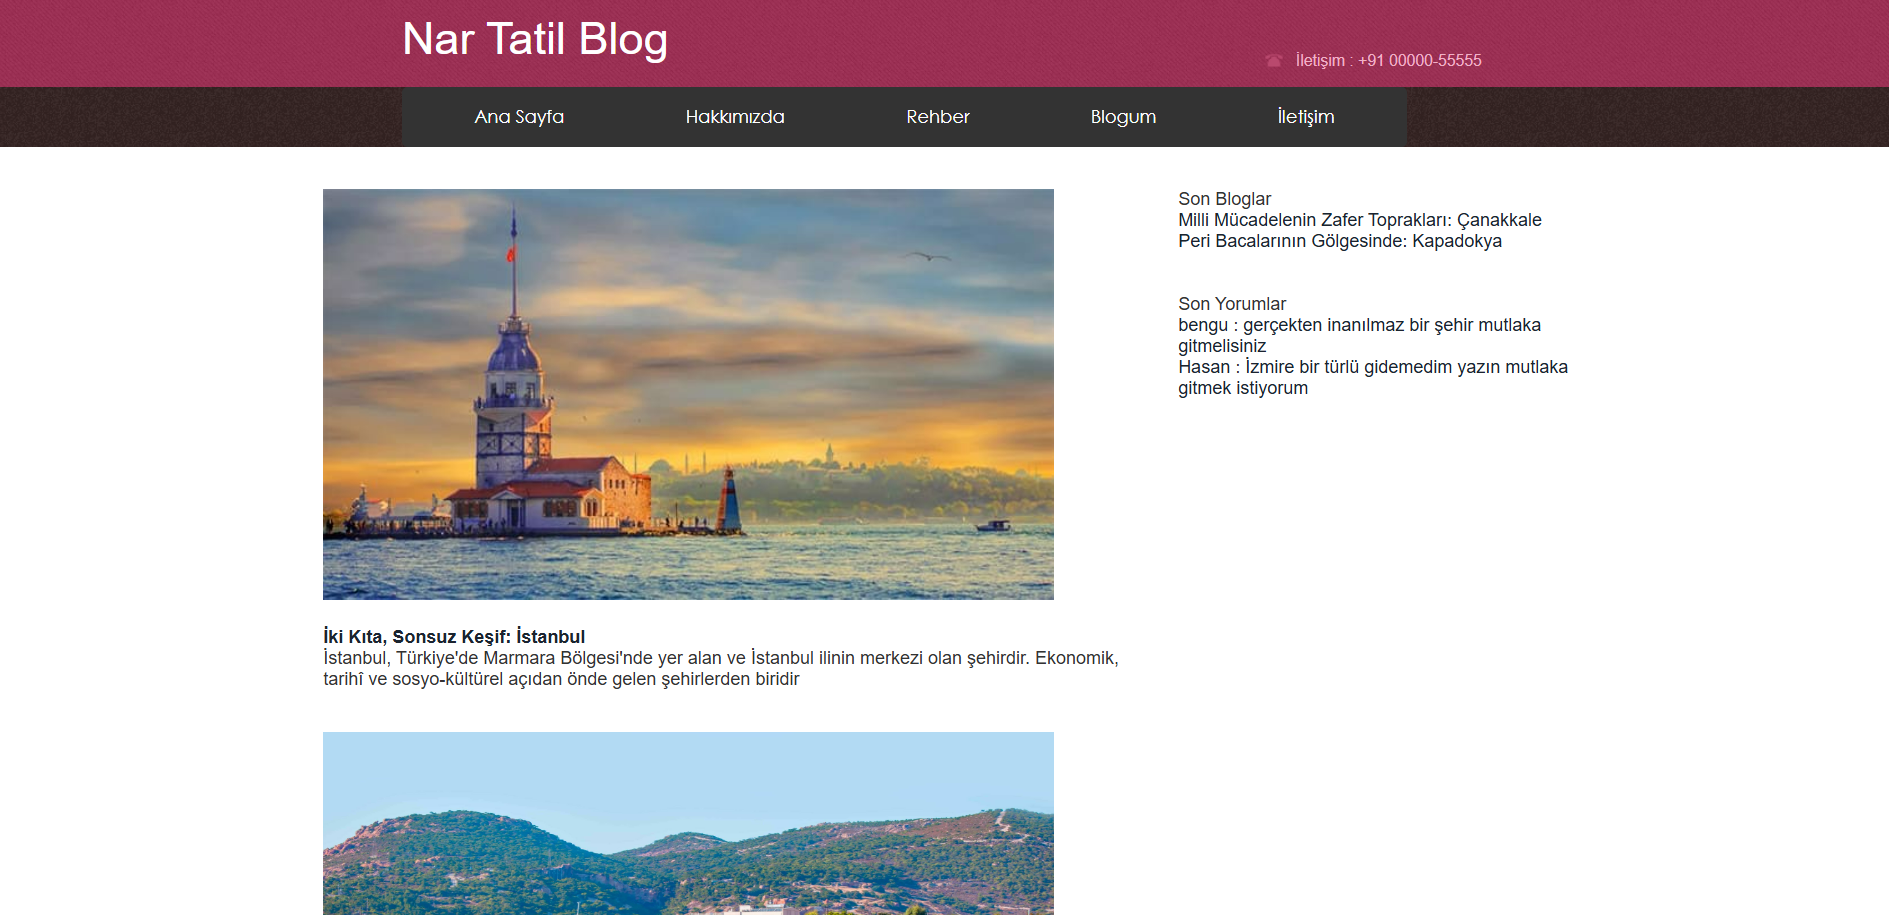 Nar Tatil Blog
İletişim : +91 00000-55555
Ana Sayfa
Hakkımızda
Rehber
Blogum
İletişim
Son Bloglar
Milli Mücadelenin Zafer Toprakları: Çanakkale
Peri Bacalarının Gölgesinde: Kapadokya
Son Yorumlar
bengu : gerçekten inanılmaz bir şehir mutlaka
gitmelisiniz
Hasan : İzmire bir türlü gidemedim yazın mutlaka
gitmek istiyorum
İki Kıta, Sonsuz Keşif: İstanbul
İstanbul, Türkiye'de Marmara Bölgesi'nde yer alan ve İstanbul ilinin merkezi olan şehirdir. Ekonomik,
tarihî ve sosyo-kültürel açıdan önde gelen şehirlerden biridir